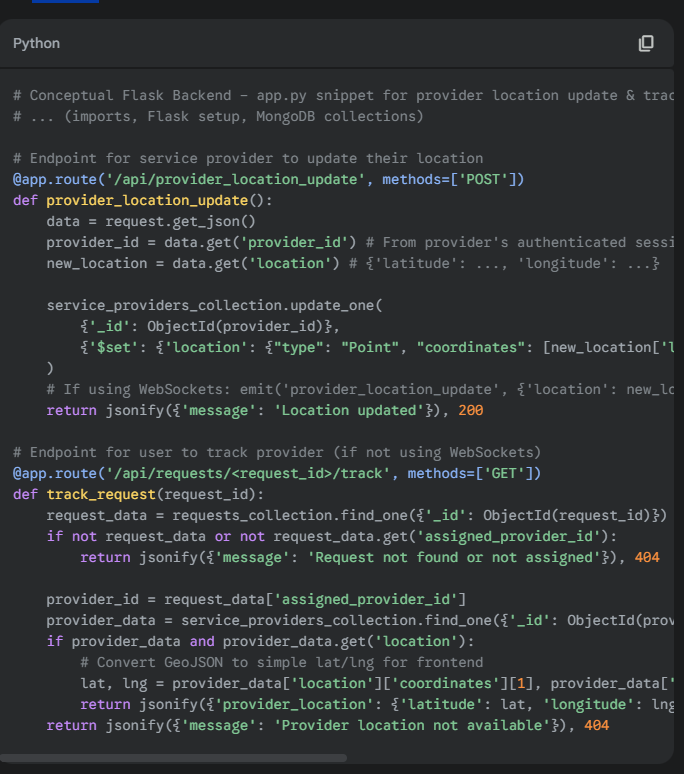 Python
# Conceptual Flask Backend - app.py snippet for provider location update & trac
# ... (imports, Flask setup, MongoDB collections)
# Endpoint for service provider to update their location
@app.route('/api/provider_location_update', methods=['POST'])
def provider_location_update():
    data = request.get_json()
    provider_id = data.get('provider_id') # From provider's authenticated sessi
    new_location = data.get('location') # {'latitude': ..., 'longitude': ...}
    service_providers_collection.update_one(
        {'_id': ObjectId(provider_id)},
        {'$set': {'location': {"type": "Point", "coordinates": [new_location['l
    )
    # If using WebSockets: emit('provider_location_update', {'location': new_lo
    return jsonify({'message': 'Location updated'}), 200
# Endpoint for user to track provider (if not using WebSockets)
@app.route('/api/requests/<request_id>/track', methods=['GET'])
def track_request(request_id):
    request_data = requests_collection.find_one({'_id': ObjectId(request_id)})
    if not request_data or not request_data.get('assigned_provider_id'):
        return jsonify({'message': 'Request not found or not assigned'}), 404
    provider_id = request_data['assigned_provider_id']
    provider_data = service_providers_collection.find_one({'_id': ObjectId(prov
    if provider_data and provider_data.get('location'):
        # Convert GeoJSON to simple lat/lng for frontend
        lat, lng = provider_data['location']['coordinates'][1], provider_data['
        return jsonify({'provider_location': {'latitude': lat, 'longitude': lng
    return jsonify({'message': 'Provider location not available'}), 404